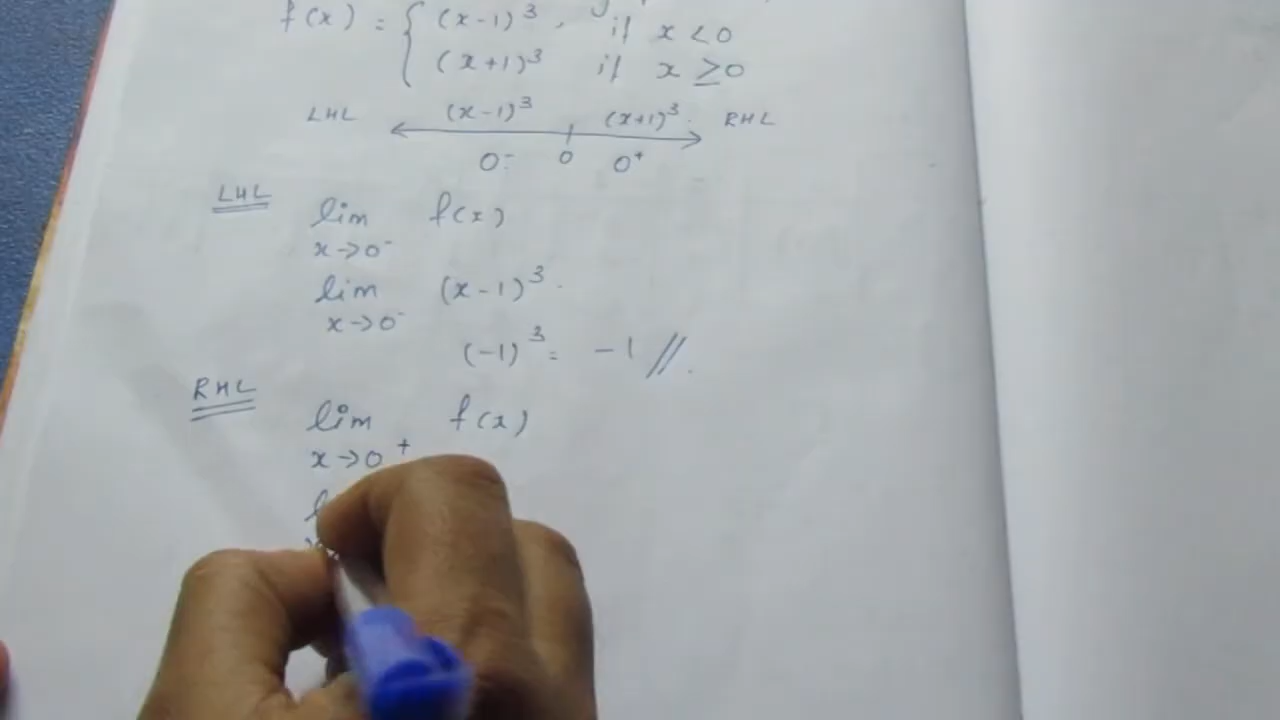 f(x) = { (x-1)³, if x < 0
(x+1)³ if x ≥ 0
LHL (x-1)³ (x+1)³. RHL
0⁻ 0 0⁺
LHL lim f(x)
x→0⁻
lim (x-1)³.
x→0⁻
(-1)³ = -1 //.
RHL lim f(x)
x→0⁺